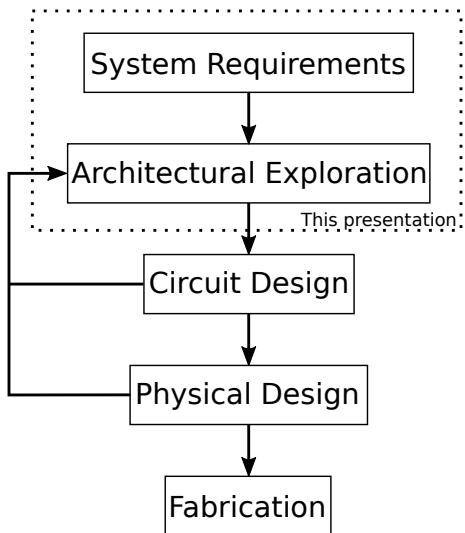 System Requirements
Architectural Exploration
This presentation
Circuit Design
Physical Design
Fabrication